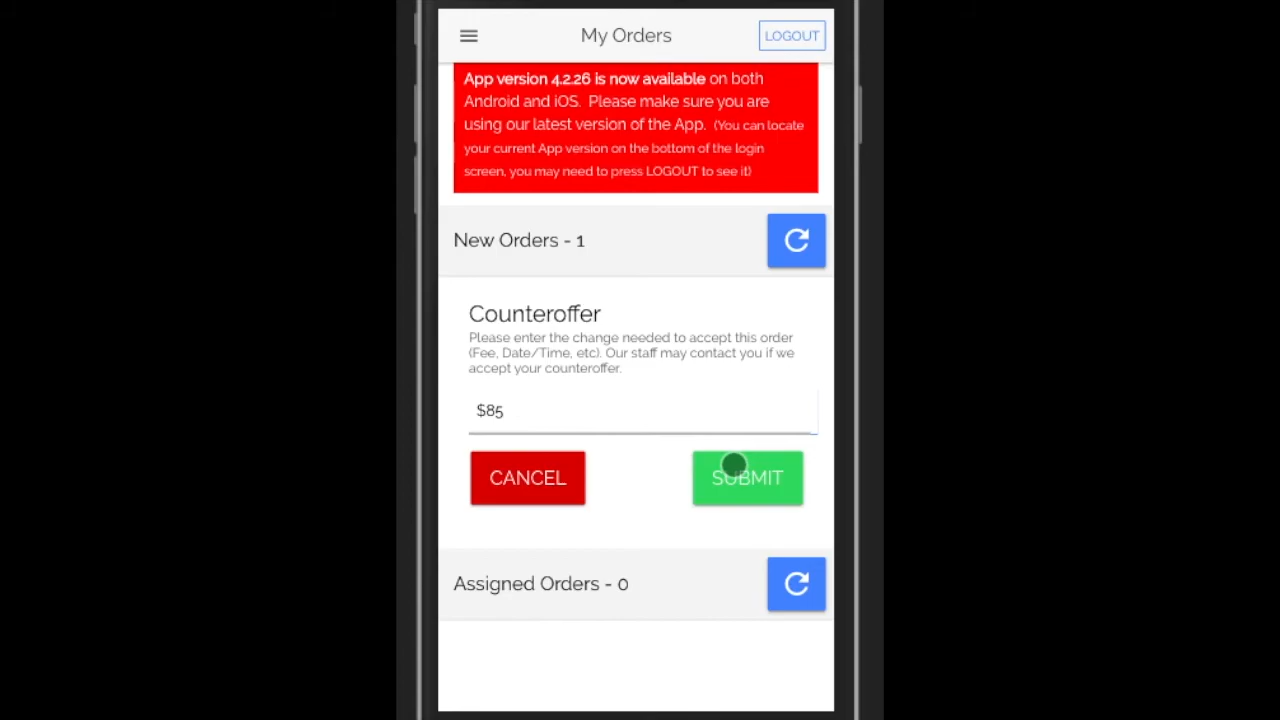 My Orders
LOGOUT
App version 4.2.26 is now available on both
Android and iOS. Please make sure you are
using our latest version of the App. (You can locate
your current App version on the bottom of the login
screen, you may need to press LOGOUT to see it)
New Orders - 1
Counteroffer
Please enter the change needed to accept this order
(Fee, Date/Time, etc). Our staff may contact you if we
accept your counteroffer.
$85
CANCEL
SUBMIT
Assigned Orders - 0